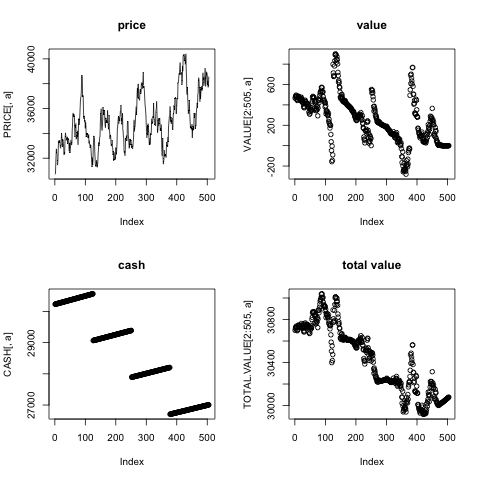 price
PRICE[, a]
32000
36000
40000
0
100
200
300
400
500
Index
value
VALUE[2:505, a]
-200
200
600
0
100
200
300
400
500
Index
cash
CASH[, a]
27000
29000
0
100
200
300
400
500
Index
total value
TOTAL.VALUE[2:505, a]
30000
30400
30800
0
100
200
300
400
500
Index